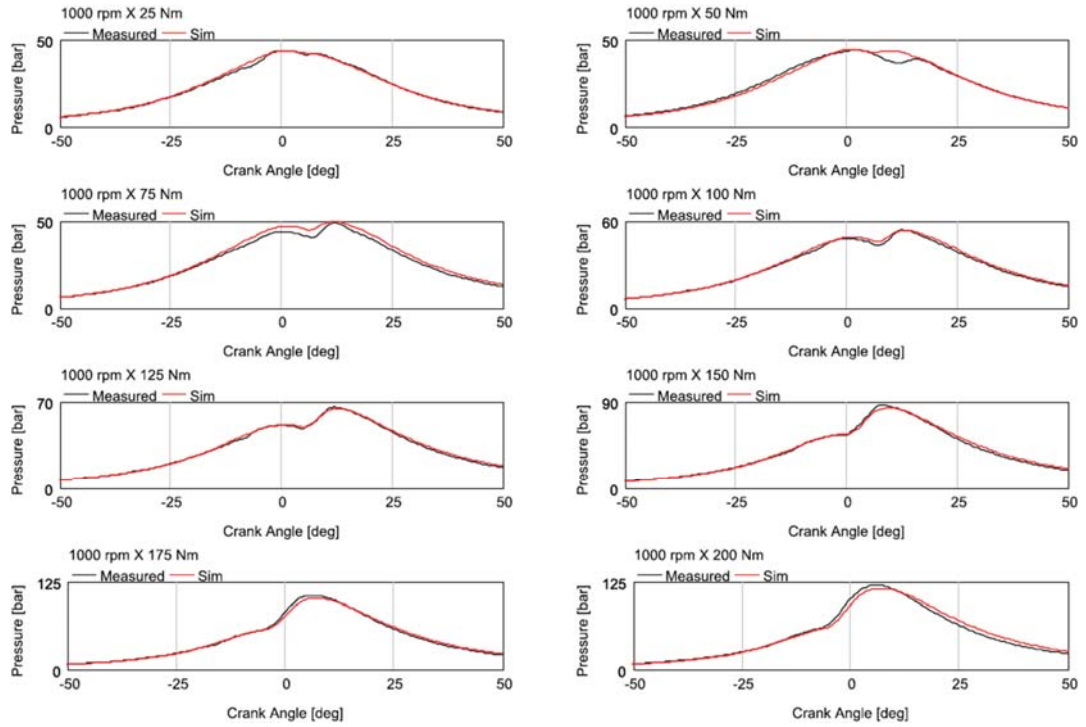 1000 rpm X 25 Nm
Measured Sim
Pressure [bar]
50
0
-50 -25 0 25 50
Crank Angle [deg]
1000 rpm X 50 Nm
Measured Sim
Pressure [bar]
50
0
-50 -25 0 25 50
Crank Angle [deg]
1000 rpm X 75 Nm
Measured Sim
Pressure [bar]
50
0
-50 -25 0 25 50
Crank Angle [deg]
1000 rpm X 100 Nm
Measured Sim
Pressure [bar]
60
0
-50 -25 0 25 50
Crank Angle [deg]
1000 rpm X 125 Nm
Measured Sim
Pressure [bar]
70
0
-50 -25 0 25 50
Crank Angle [deg]
1000 rpm X 150 Nm
Measured Sim
Pressure [bar]
90
0
-50 -25 0 25 50
Crank Angle [deg]
1000 rpm X 175 Nm
Measured Sim
Pressure [bar]
125
0
-50 -25 0 25 50
Crank Angle [deg]
1000 rpm X 200 Nm
Measured Sim
Pressure [bar]
125
0
-50 -25 0 25 50
Crank Angle [deg]